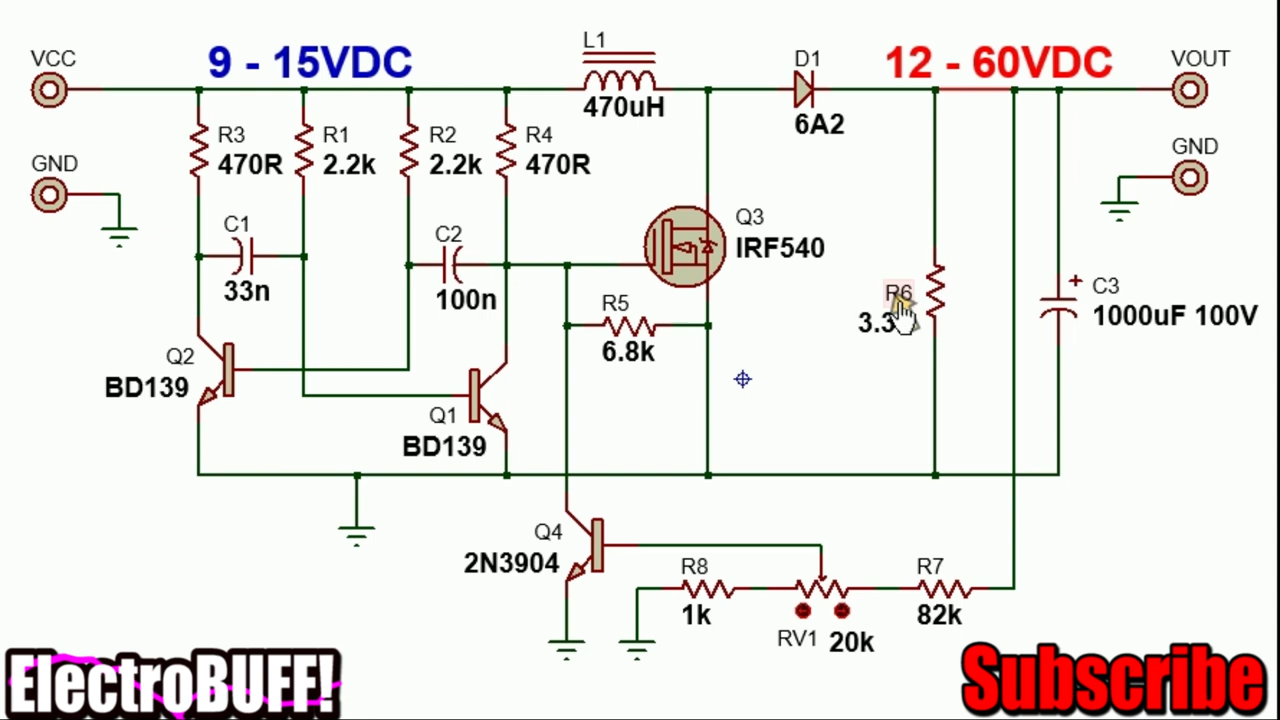 VCC
9 - 15VDC
L1
470uH
D1
6A2
12 - 60VDC
VOUT
GND
GND
R3
470R
R1
2.2k
R2
2.2k
R4
470R
C1
33n
C2
100n
Q3
IRF540
R5
6.8k
R6
C3
1000uF 100V
Q2
BD139
Q1
BD139
Q4
2N3904
R8
1k
RV1
20k
R7
82k
ElectroBUFF!
Subscribe